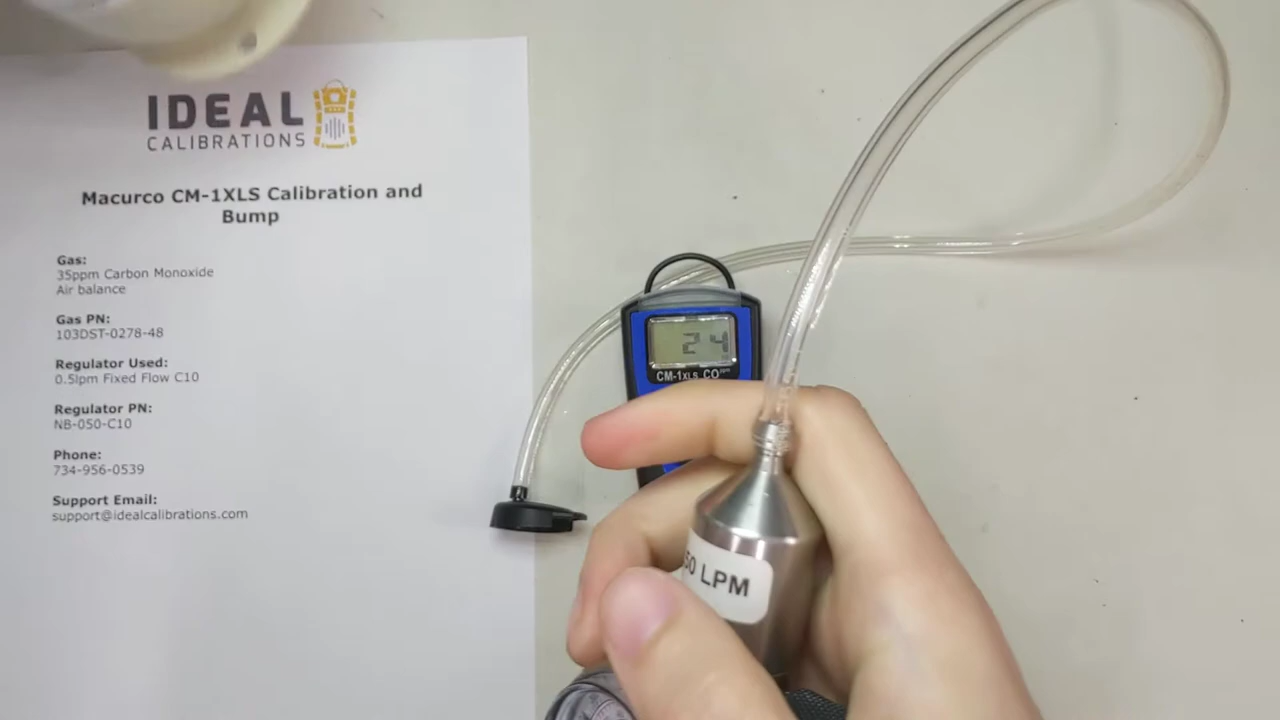 IDEAL
CALIBRATIONS
Macurco CM-1XLS Calibration and
Bump
Gas:
35ppm Carbon Monoxide
Air balance
Gas PN:
103DST-0278-48
Regulator Used:
0.5lpm Fixed Flow C10
Regulator PN:
NB-050-C10
Phone:
734-956-0539
Support Email:
support@idealcalibrations.com
24
CM-1XLS CO ppm
50 LPM